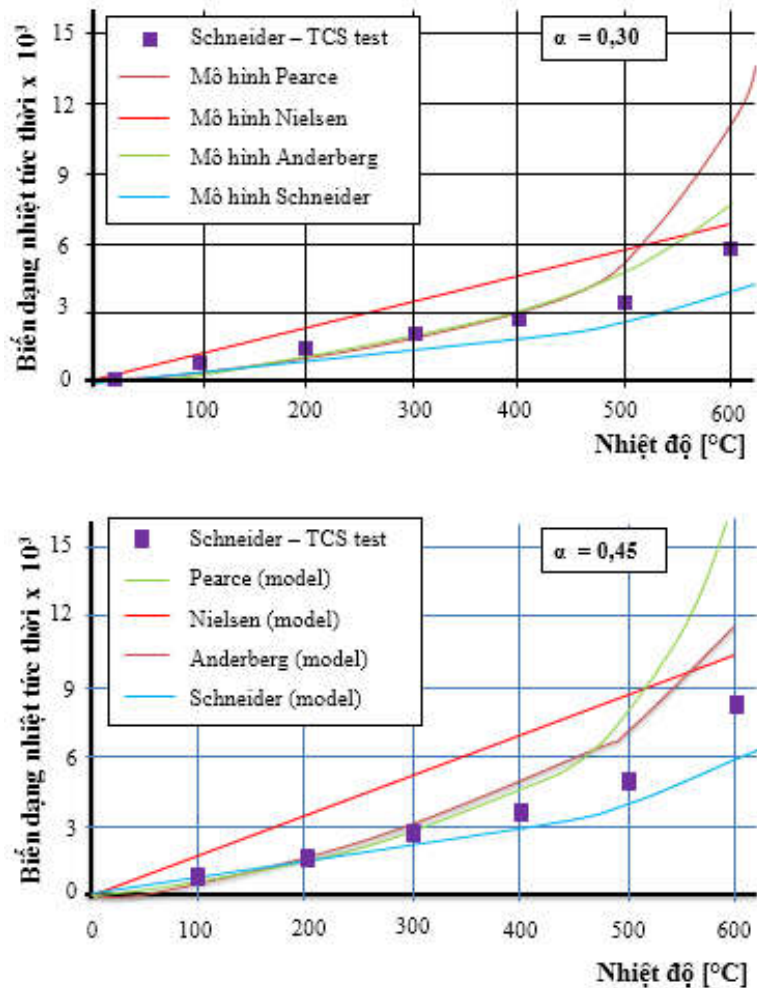 15
12
9
6
3
0
Biến dạng nhiệt tức thời x 10³
Schneider – TCS test
Mô hình Pearce
Mô hình Nielsen
Mô hình Anderberg
Mô hình Schneider
α = 0,30
100 200 300 400 500 600
Nhiệt độ [°C]
15
12
9
6
3
0
Biến dạng nhiệt tức thời x 10³
Schneider – TCS test
Pearce (model)
Nielsen (model)
Anderberg (model)
Schneider (model)
α = 0,45
0 100 200 300 400 500 600
Nhiệt độ [°C]